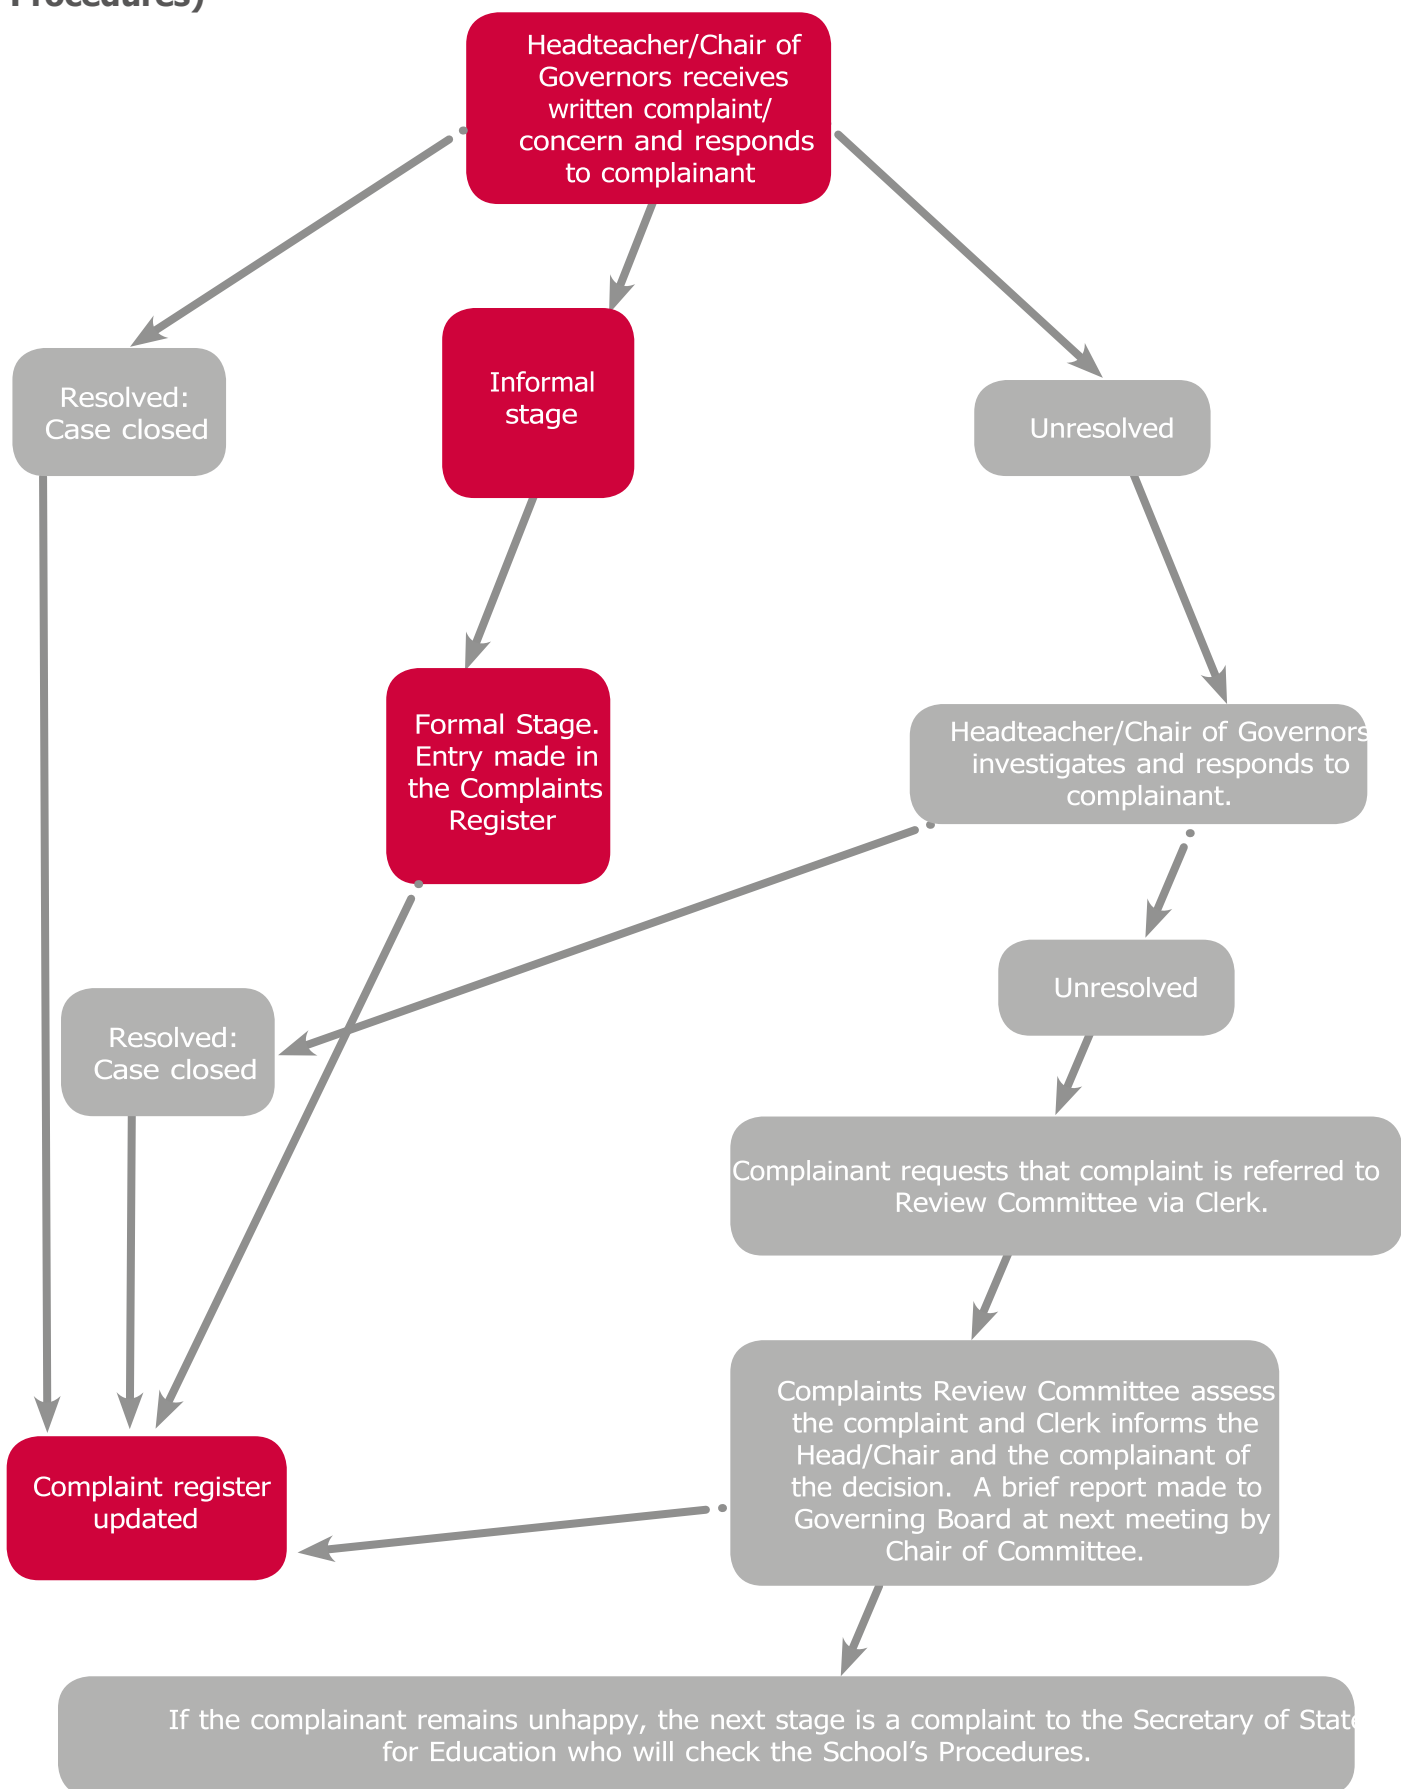 Procedures)
Headteacher/Chair of
Governors receives
written complaint/
concern and responds
to complainant
Resolved:
Case closed
Informal
stage
Unresolved
Formal Stage.
Entry made in
the Complaints
Register
Headteacher/Chair of Governors
investigates and responds to
complainant.
Unresolved
Resolved:
Case closed
Complainant requests that complaint is referred to
Review Committee via Clerk.
Complaints Review Committee assess
the complaint and Clerk informs the
Head/Chair and the complainant of
the decision.  A brief report made to
Governing Board at next meeting by
Chair of Committee.
Complaint register
updated
If the complainant remains unhappy, the next stage is a complaint to the Secretary of State
for Education who will check the School’s Procedures.